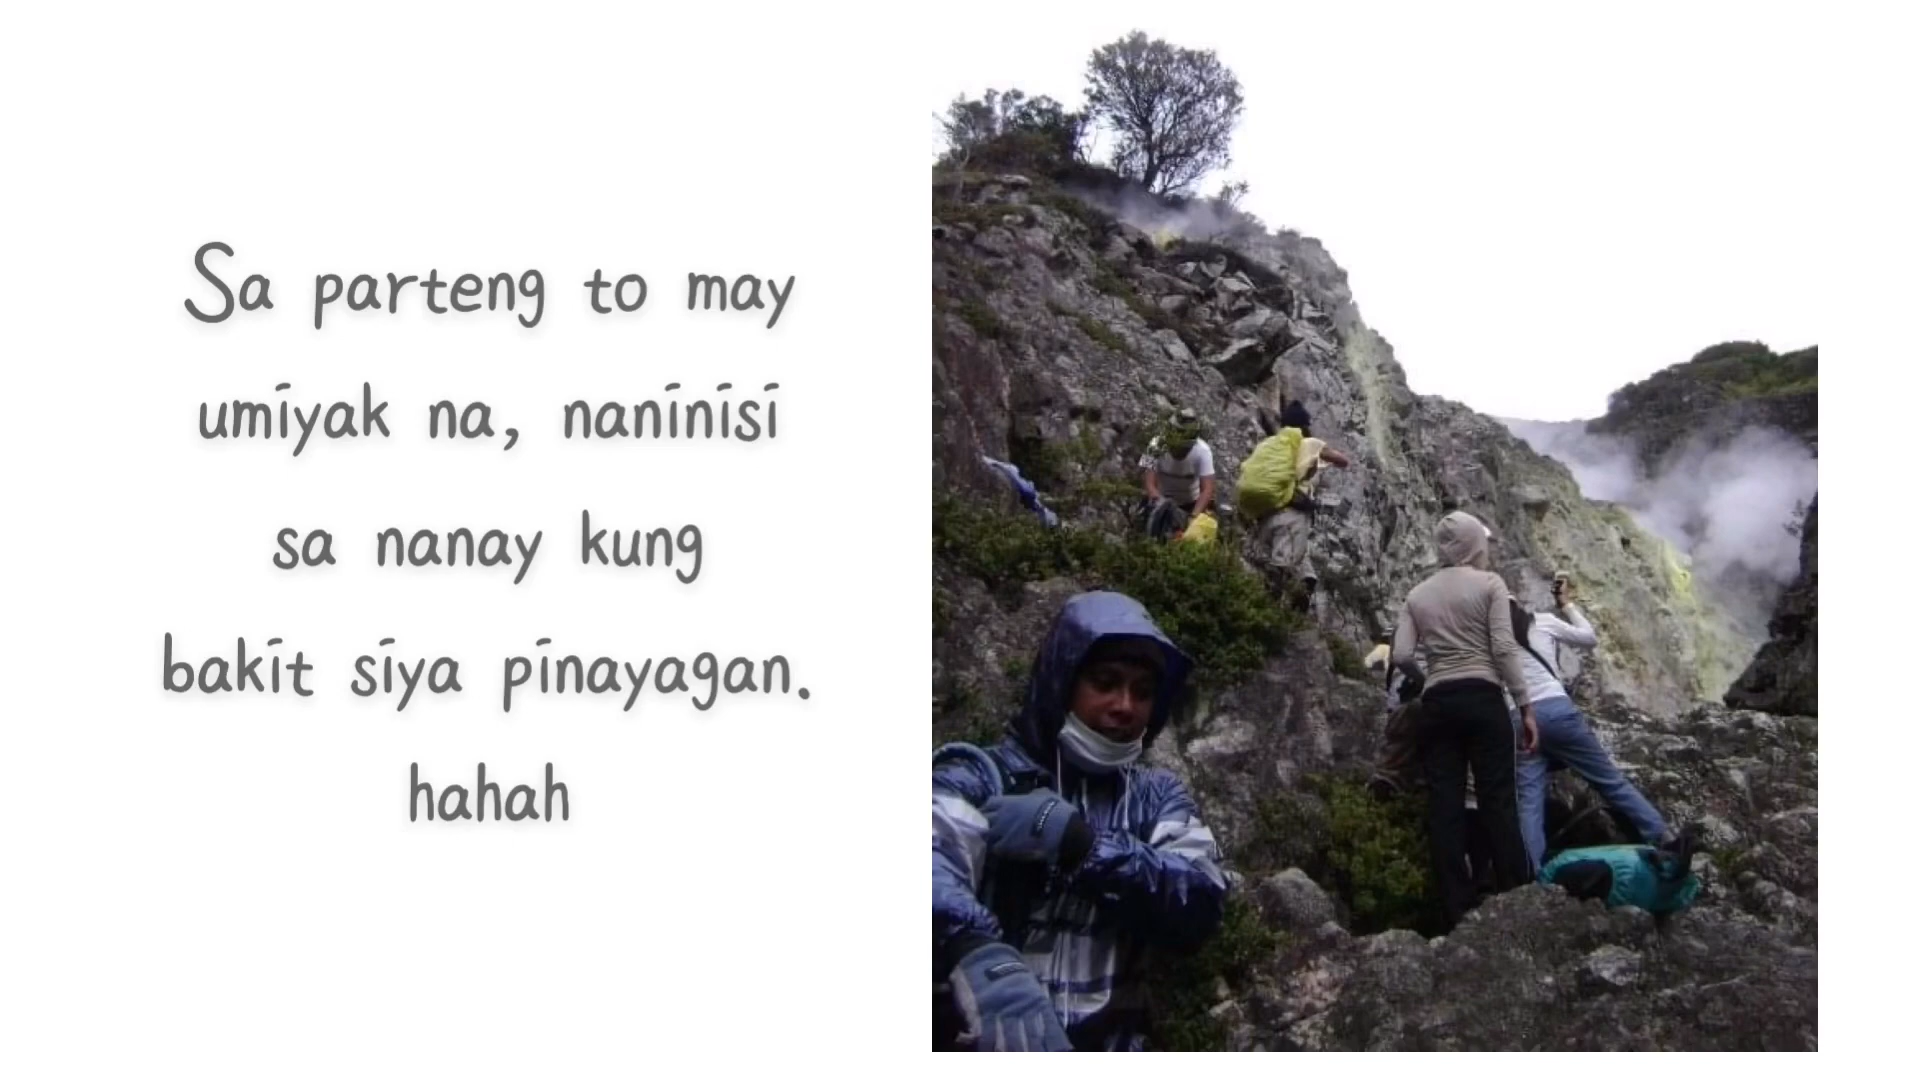 Sa parteng to may
umiyak na, naninisi
sa nanay kung
bakit siya pinayagan.
hahah